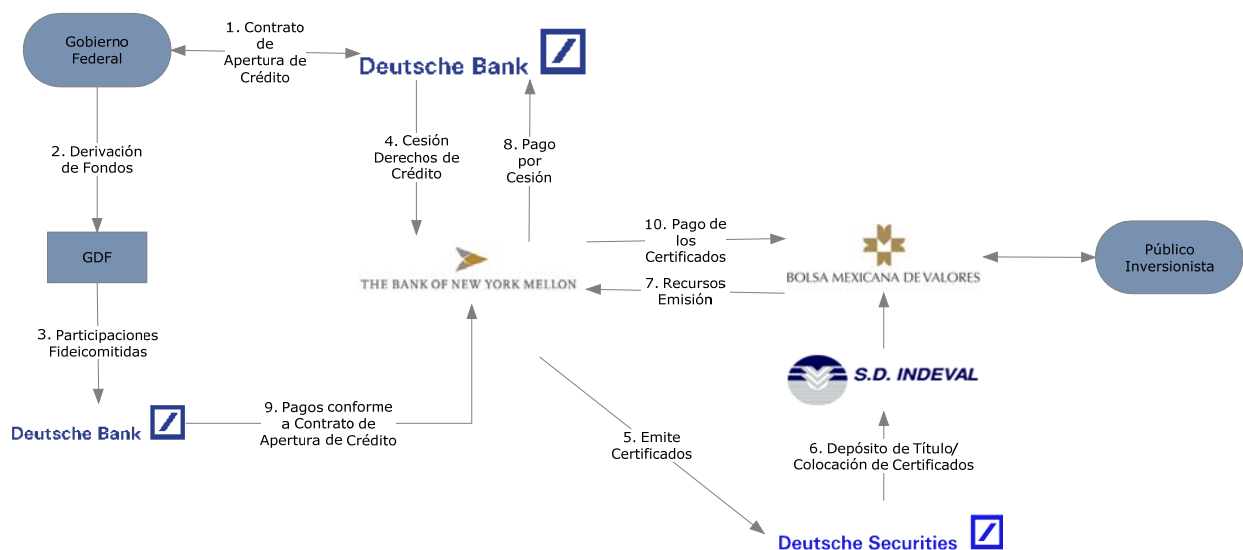 Gobierno
Federal
1. Contrato
de
Apertura de
Crédito
Deutsche Bank
2. Derivación
de Fondos
4. Cesión
Derechos de
Crédito
8. Pago
por
Cesión
GDF
THE BANK OF NEW YORK MELLON
10. Pago de
los
Certificados
7. Recursos
Emisión
BOLSA MEXICANA DE VALORES
Público
Inversionista
3. Participaciones
Fideicomitidas
S.D. INDEVAL
Deutsche Bank
9. Pagos conforme
a Contrato de
Apertura de Crédito
5. Emite
Certificados
6. Depósito de Título/
Colocación de Certificados
Deutsche Securities